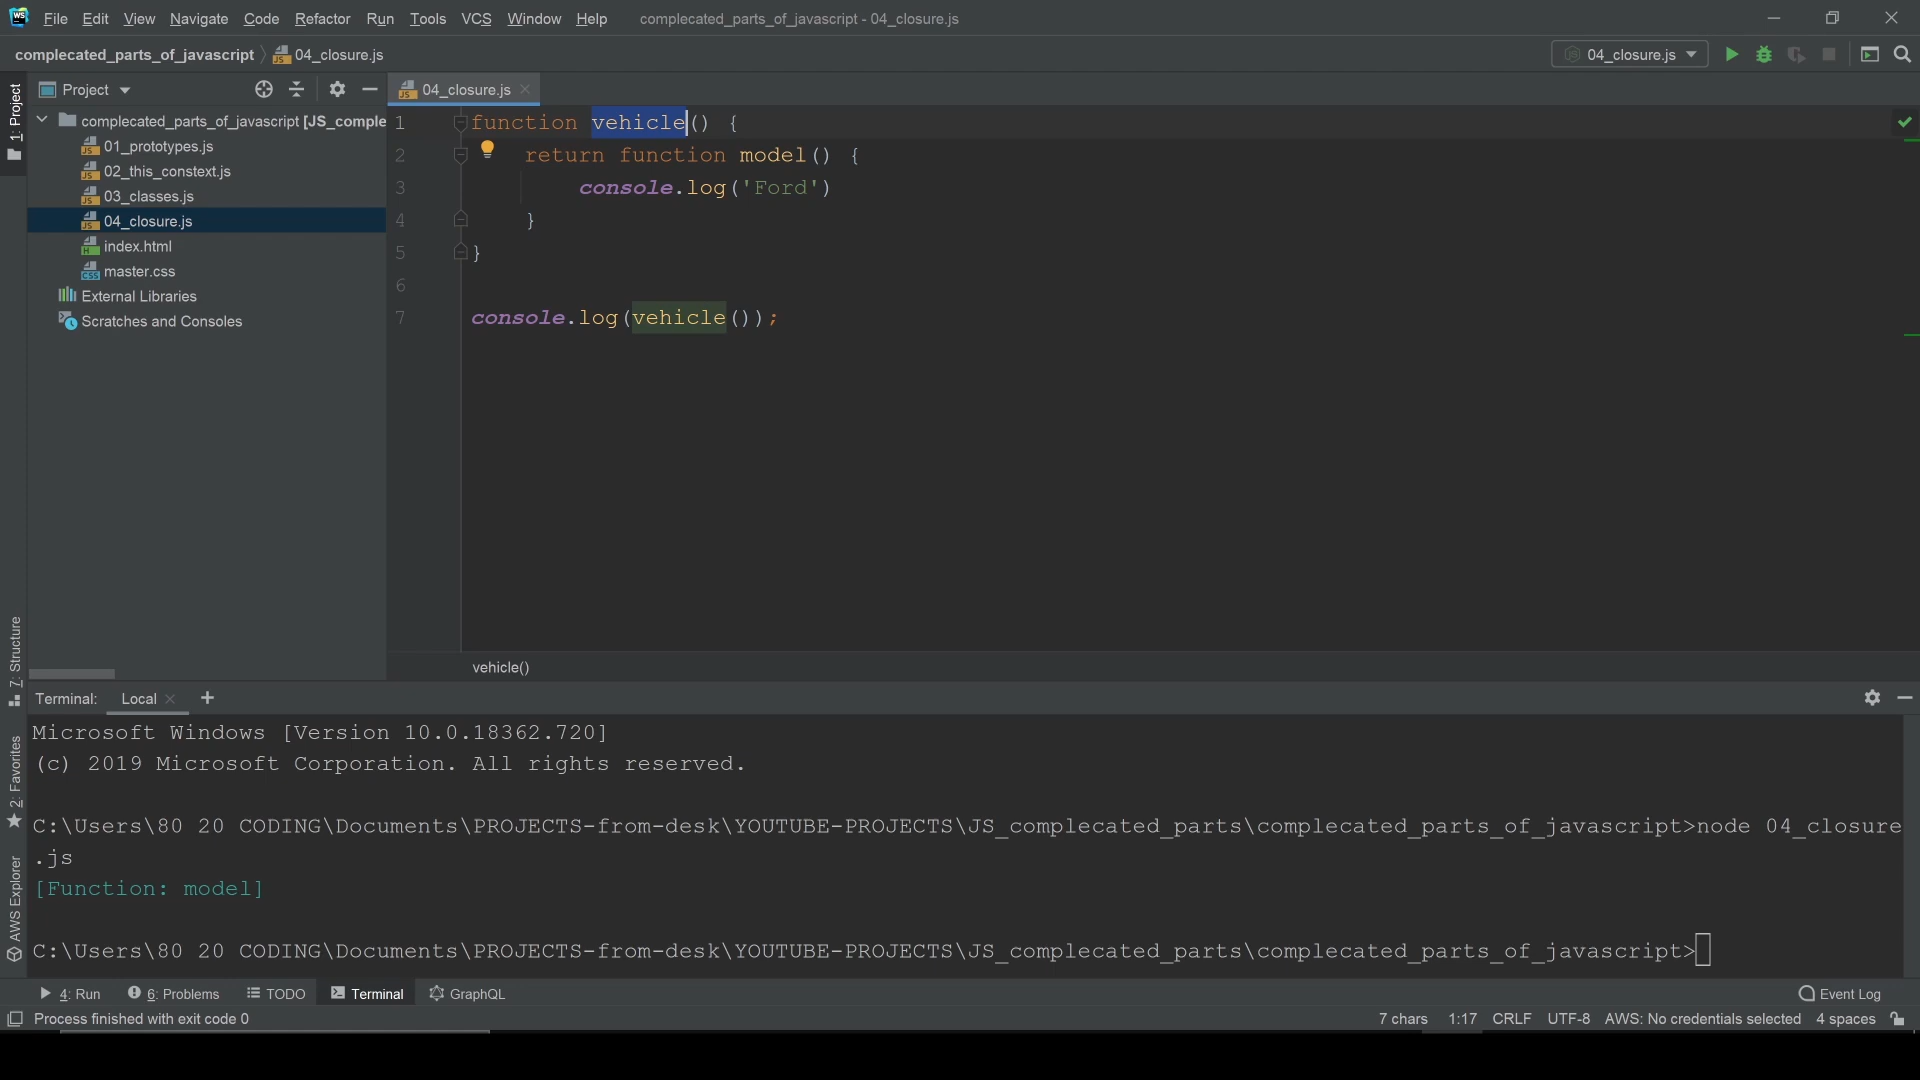 File Edit View Navigate Code Refactor Run Tools VCS Window Help complecated_parts_of_javascript - 04_closure.js
complecated_parts_of_javascript 04_closure.js 04_closure.js
Project
04_closure.js
1: Project
complecated_parts_of_javascript [JS_comple
01_prototypes.js
02_this_constext.js
03_classes.js
04_closure.js
index.html
master.css
External Libraries
Scratches and Consoles
1 function vehicle() {
2 return function model() {
3 console.log('Ford')
4 }
5 }
6
7 console.log(vehicle());
vehicle()
7: Structure
2: Favorites
AWS Explorer
Terminal: Local +
Microsoft Windows [Version 10.0.18362.720]
(c) 2019 Microsoft Corporation. All rights reserved.
C:\Users\80 20 CODING\Documents\PROJECTS-from-desk\YOUTUBE-PROJECTS\JS_complecated_parts\complecated_parts_of_javascript>node 04_closure
.js
[Function: model]
C:\Users\80 20 CODING\Documents\PROJECTS-from-desk\YOUTUBE-PROJECTS\JS_complecated_parts\complecated_parts_of_javascript>
4: Run 6: Problems TODO Terminal GraphQL Event Log
Process finished with exit code 0 7 chars 1:17 CRLF UTF-8 AWS: No credentials selected 4 spaces